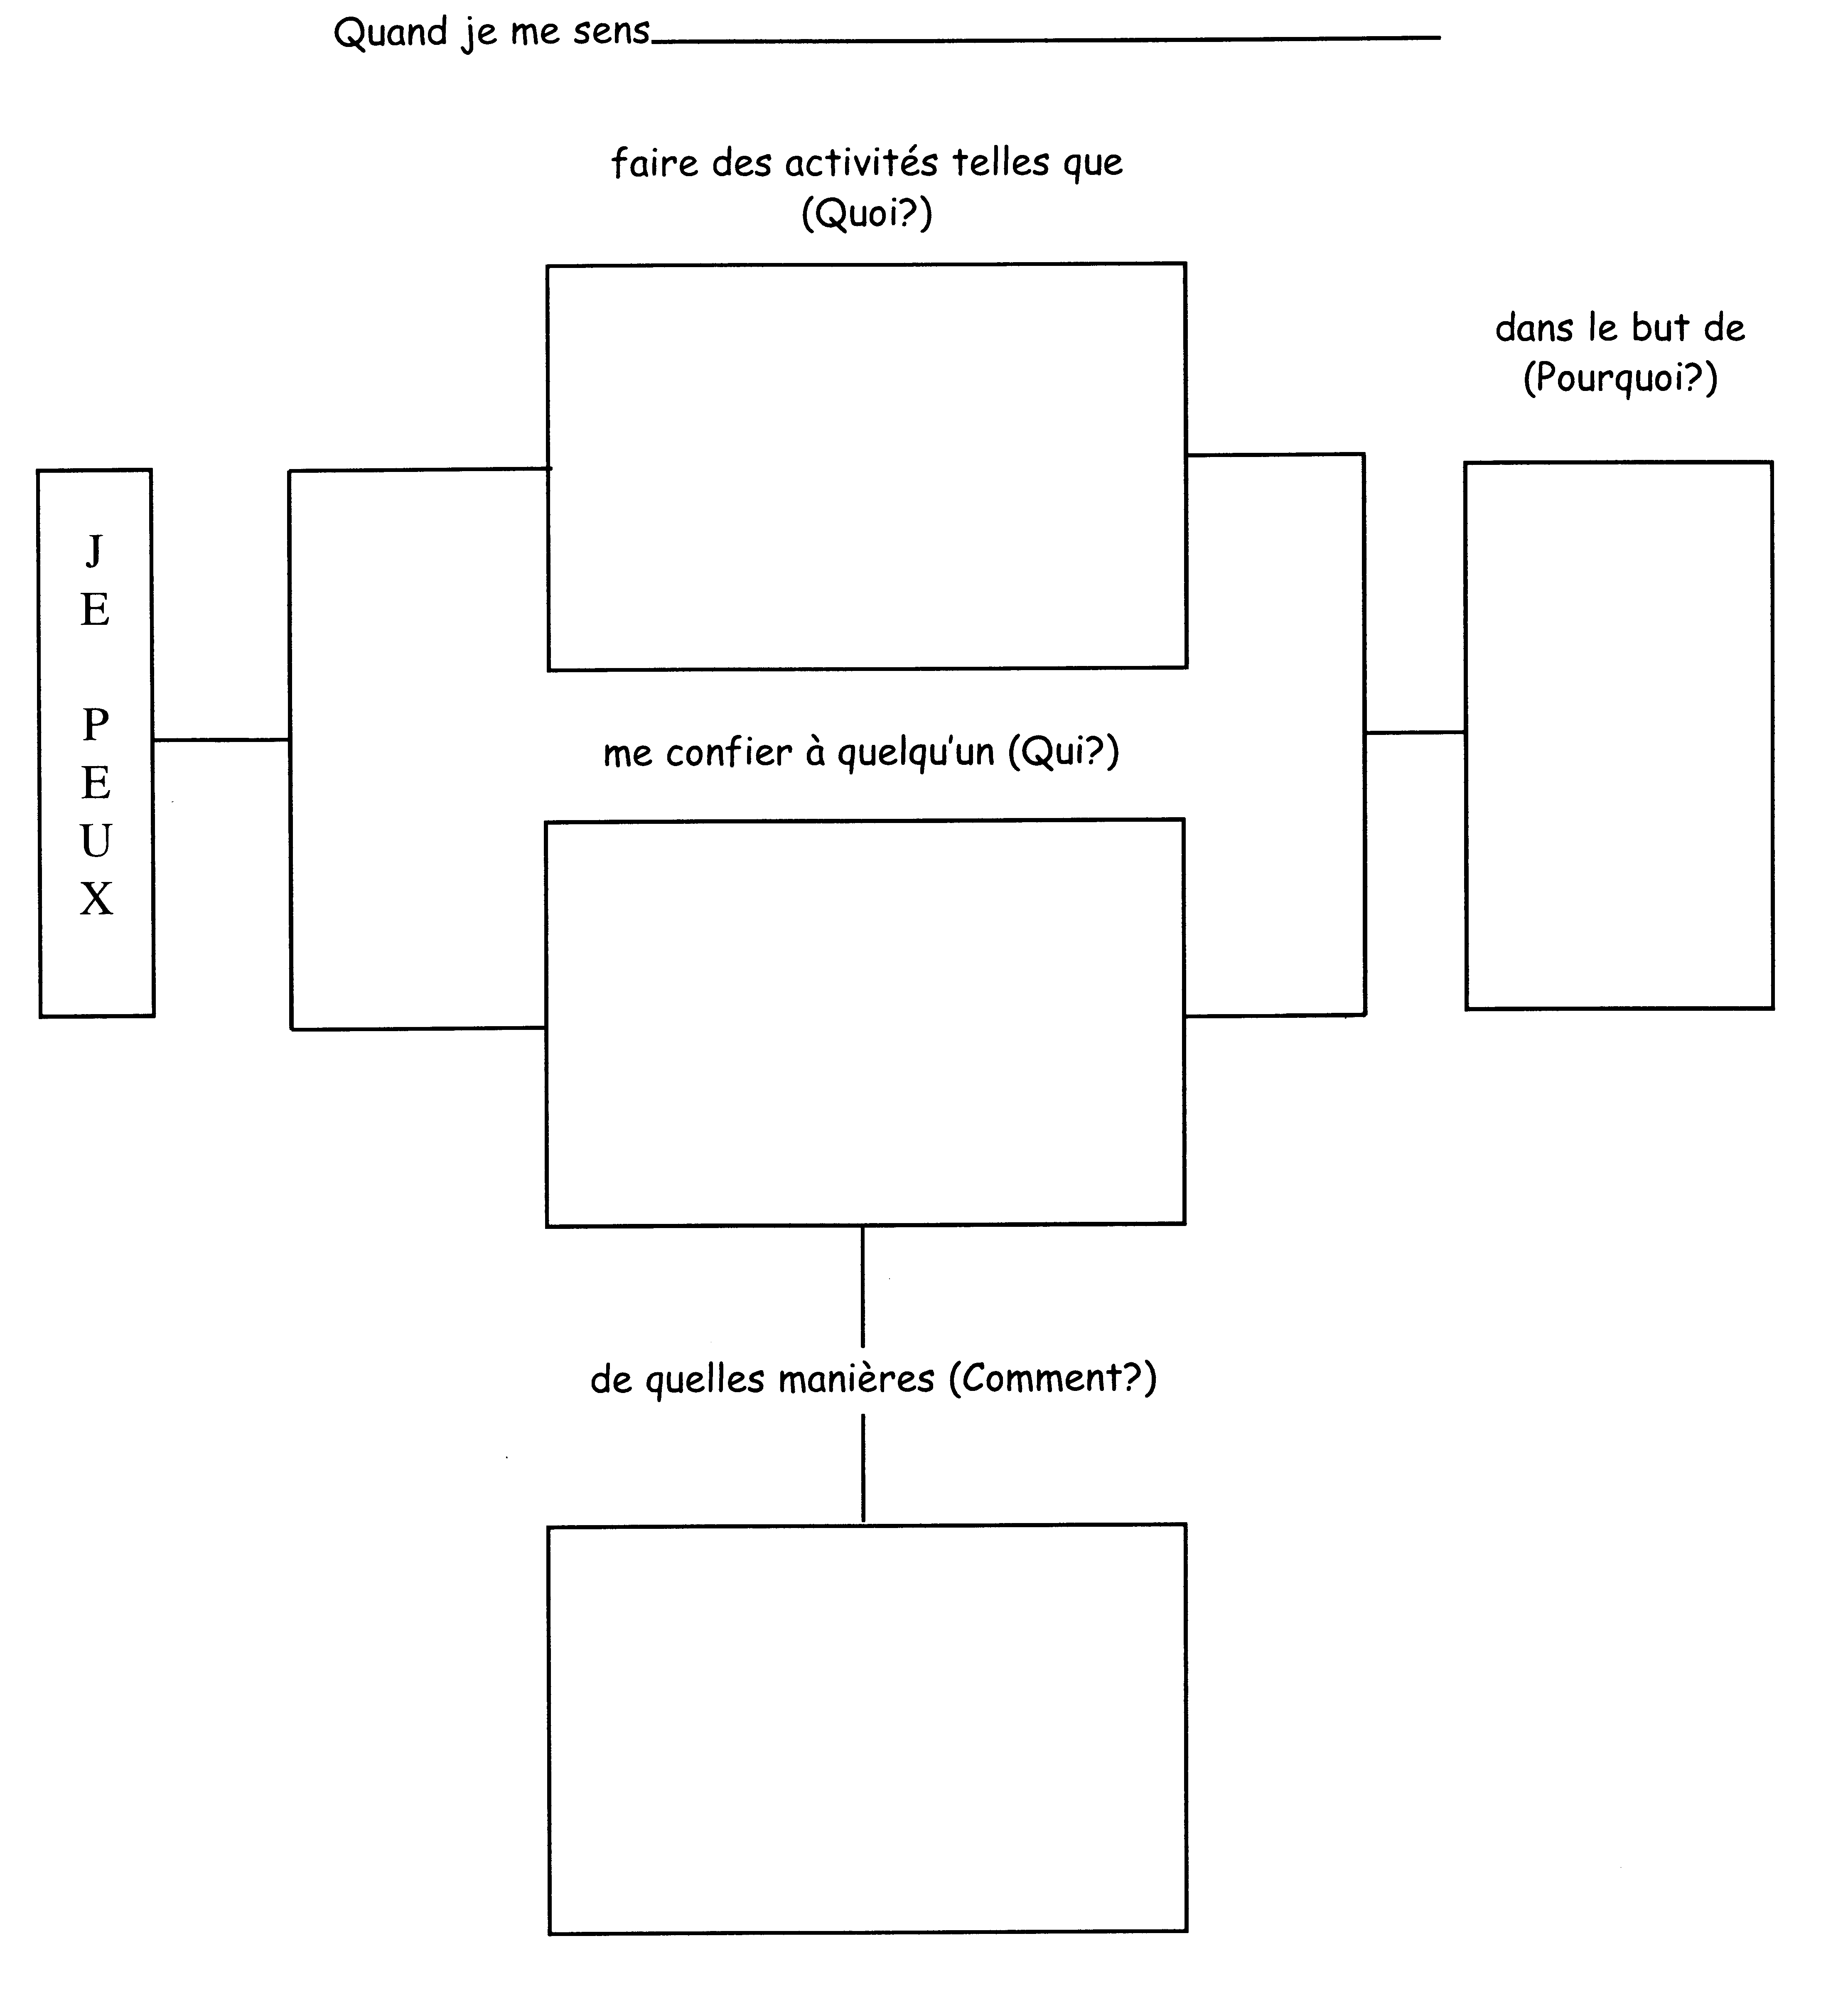 Quand je me sens
faire des activités telles que
(Quoi?)
dans le but de
(Pourquoi?)
J
E
P
E
U
X
me confier à quelqu'un (Qui?)
de quelles manières (Comment?)